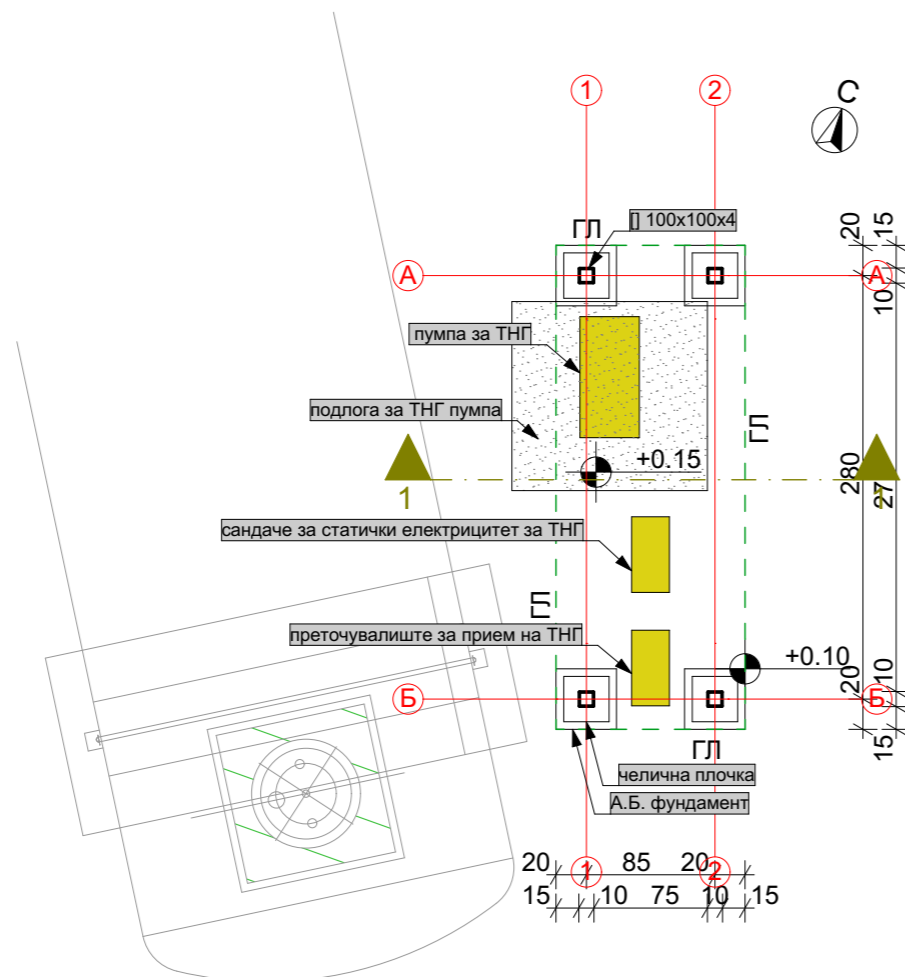 1
2
С
ГЛ
[] 100x100x4
20
15
А
А
10
пумпа за ТНГ
подлога за ТНГ пумпа
ГЛ
+0.15
280
1
1
сандаче за статички електрицитет за ТНГ
ГЛ
преточувалиште за прием на ТНГ
+0.10
20
10
Б
Б
15
ГЛ
челична плочка
А.Б. фундамент
20
85
20
1
2
15
10
75
10
15